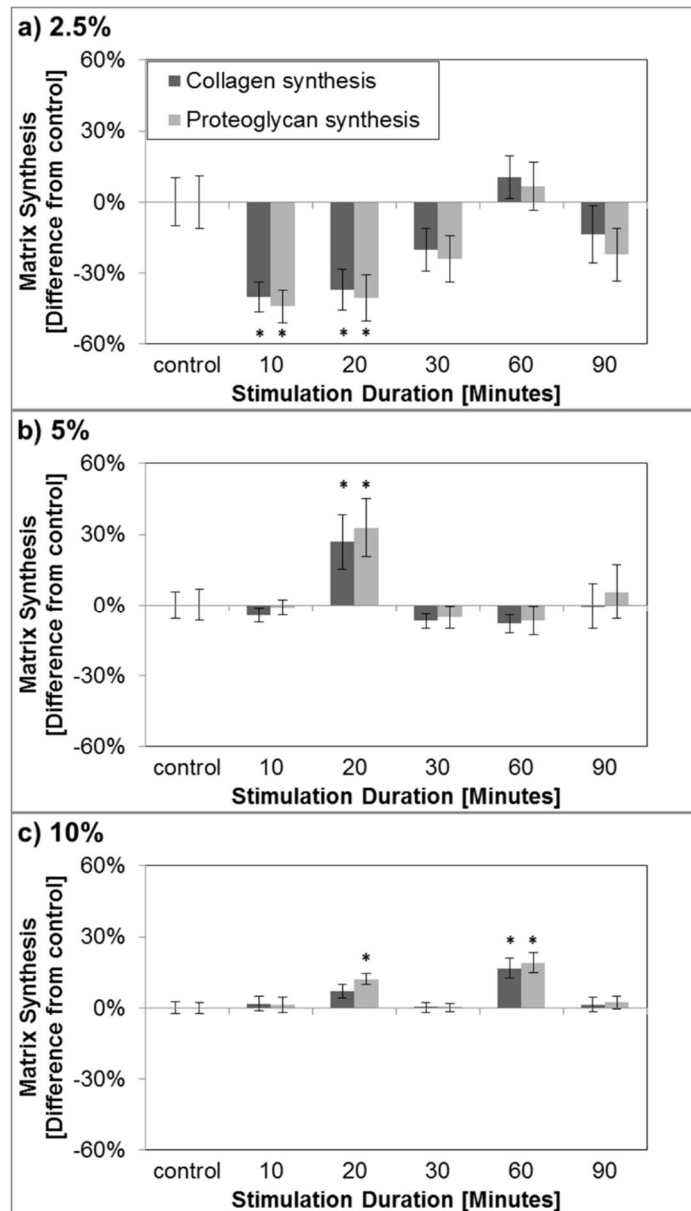 a) 2.5%
60%
30%
0%
-30%
-60%
Matrix Synthesis
[Difference from control]
Collagen synthesis
Proteoglycan synthesis
* * * *
control 10 20 30 60 90
Stimulation Duration [Minutes]
b) 5%
60%
30%
0%
-30%
-60%
Matrix Synthesis
[Difference from control]
* *
control 10 20 30 60 90
Stimulation Duration [Minutes]
c) 10%
60%
30%
0%
-30%
-60%
Matrix Synthesis
[Difference from control]
* * *
control 10 20 30 60 90
Stimulation Duration [Minutes]